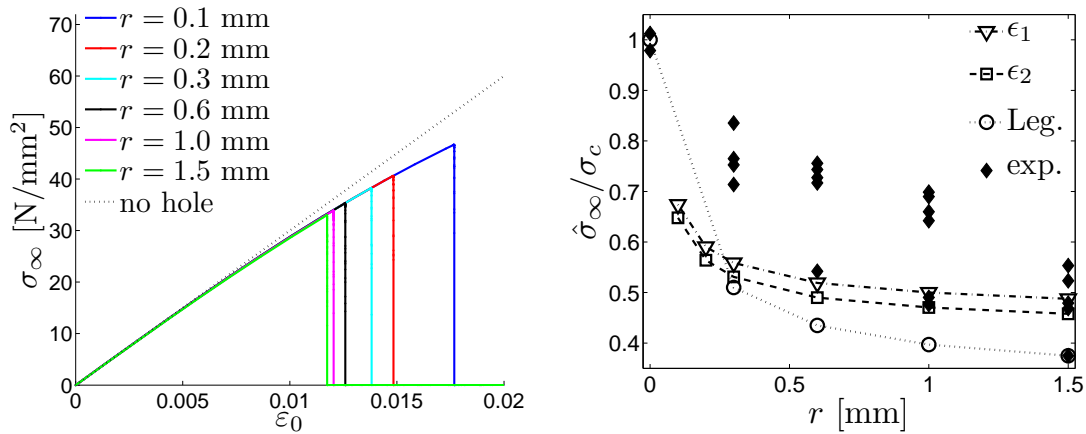 70
60
50
40
30
20
10
0
σ∞ [N/mm²]
r = 0.1 mm
r = 0.2 mm
r = 0.3 mm
r = 0.6 mm
r = 1.0 mm
r = 1.5 mm
no hole
0 0.005 0.01 0.015 0.02
ε₀
1
0.9
0.8
0.7
0.6
0.5
0.4
σ̂∞/σc
ϵ₁
ϵ₂
Leg.
exp.
0 0.5 1.0 1.5
r [mm]